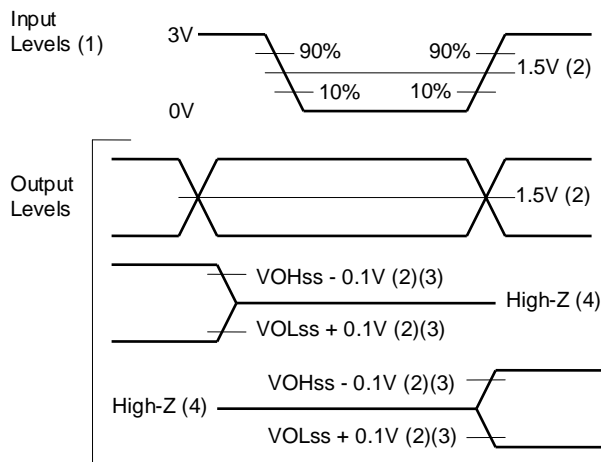 Input
Levels (1)
3V
90%
90%
1.5V (2)
10%
10%
0V
Output
Levels
1.5V (2)
VOHss - 0.1V (2)(3)
High-Z (4)
VOLss + 0.1V (2)(3)
VOHss - 0.1V (2)(3)
High-Z (4)
VOLss + 0.1V (2)(3)